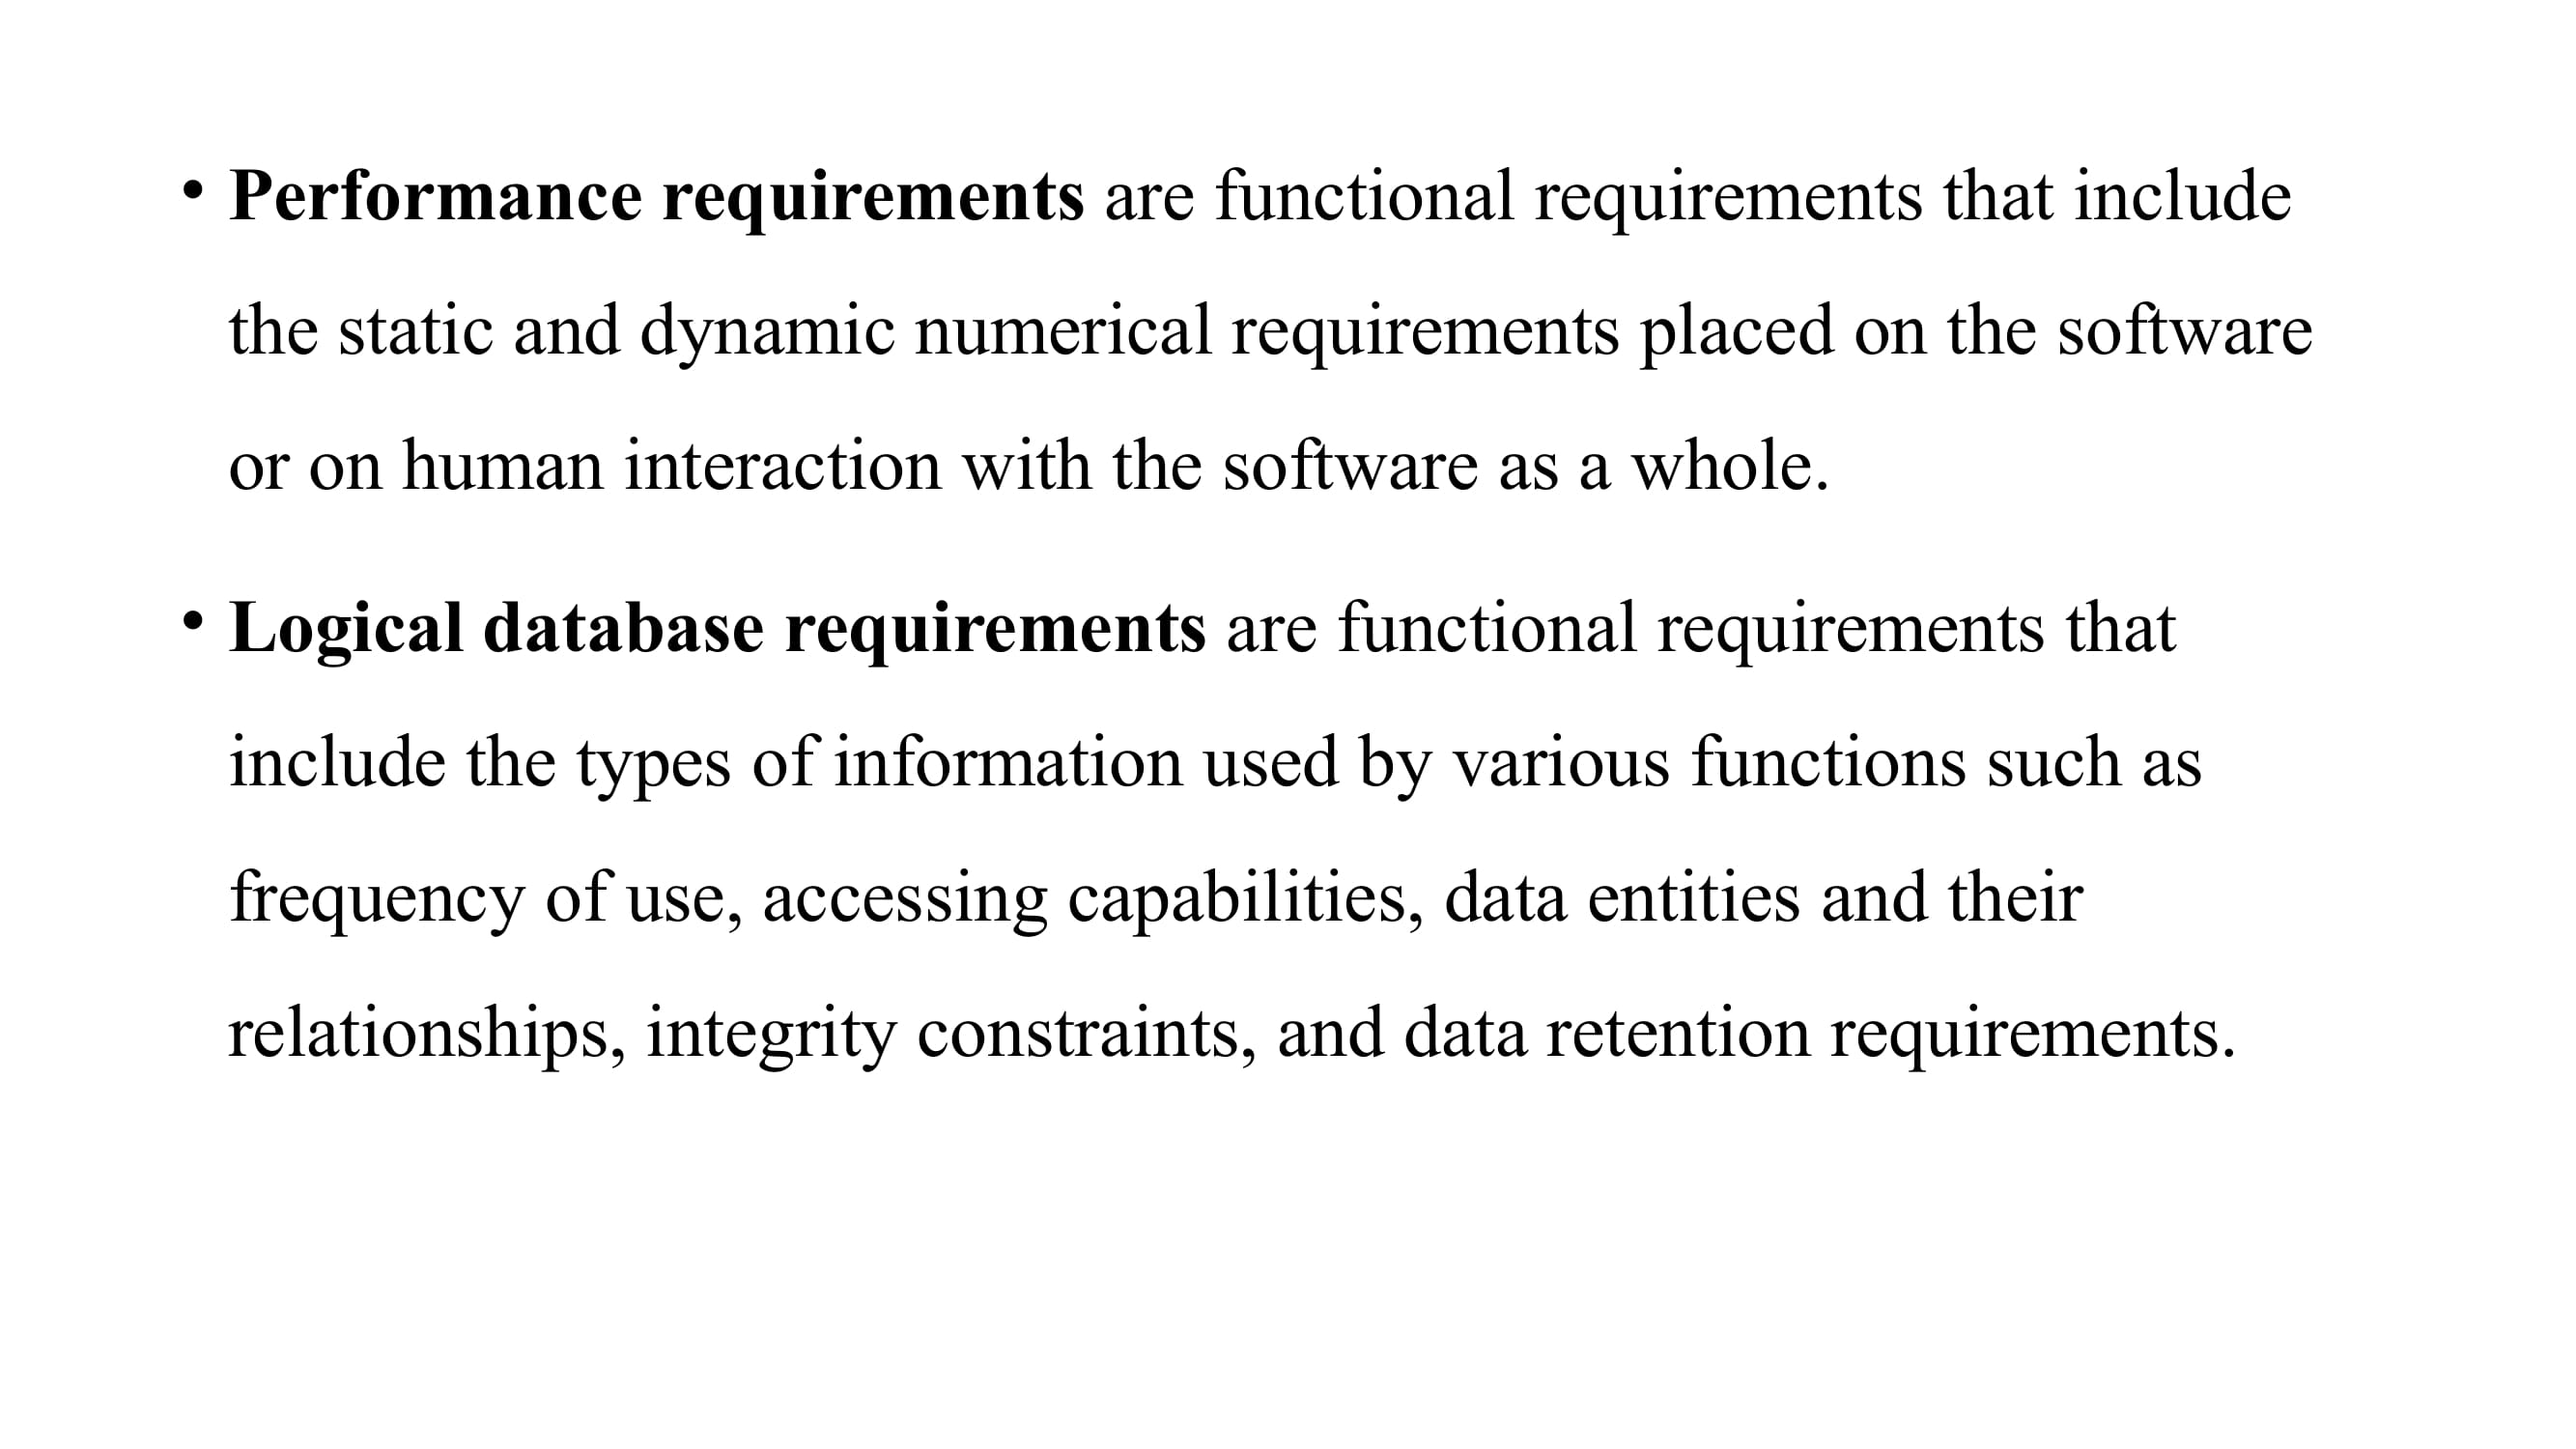 • Performance requirements are functional requirements that include
the static and dynamic numerical requirements placed on the software
or on human interaction with the software as a whole.
• Logical database requirements are functional requirements that
include the types of information used by various functions such as
frequency of use, accessing capabilities, data entities and their
relationships, integrity constraints, and data retention requirements.